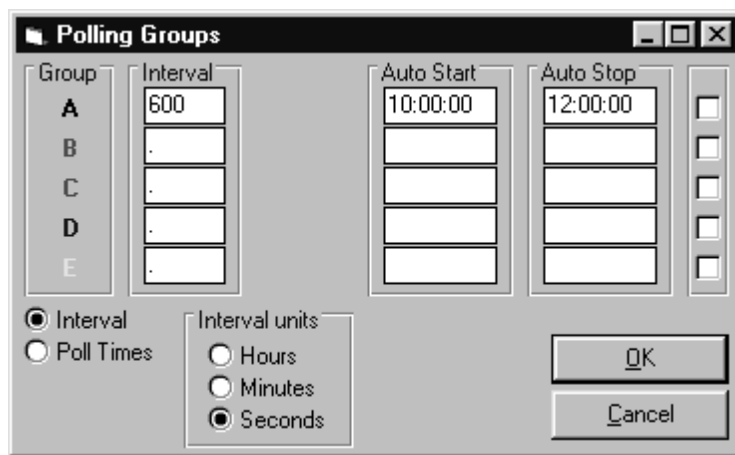 Polling Groups
Group Interval Auto Start Auto Stop
A 600 10:00:00 12:00:00
B .
C .
D .
E .
Interval Interval units
Poll Times Hours
Minutes
Seconds
OK
Cancel